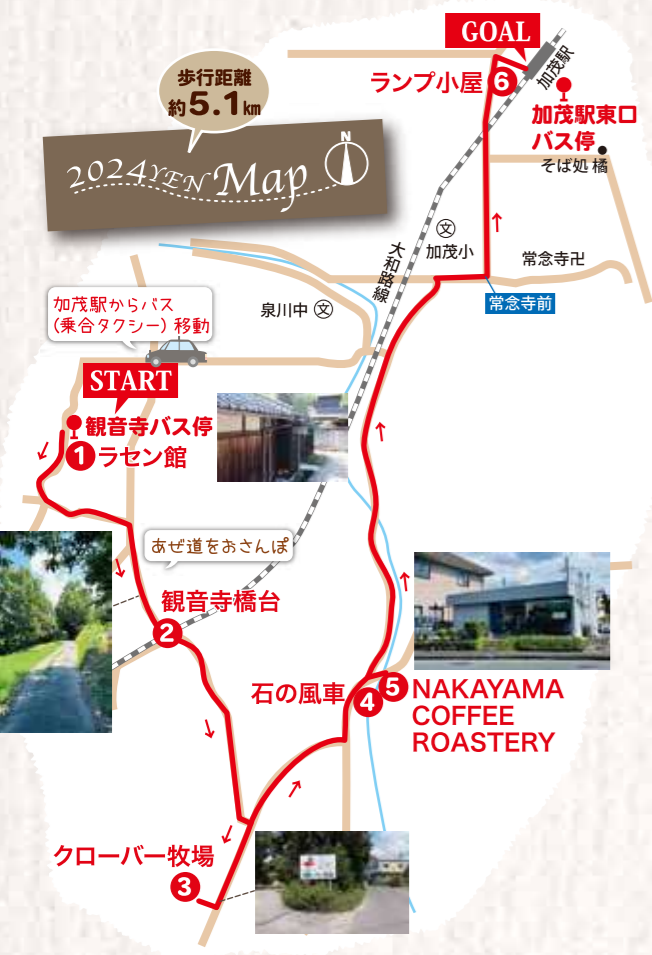 GOAL
加茂駅
ランプ小屋
6
加茂駅東口
バス停
そば処 橘
歩行距離
約5.1km
N
2024YEN Map
文
加茂小
常念寺卍
大和路線
常念寺前
泉川中 文
加茂駅からバス
(乗合タクシー) 移動
START
観音寺バス停
1 ラセン館
あぜ道をおさんぽ
観音寺橋台
2
石の風車
4
5 NAKAYAMA
COFFEE
ROASTERY
クローバー牧場
3